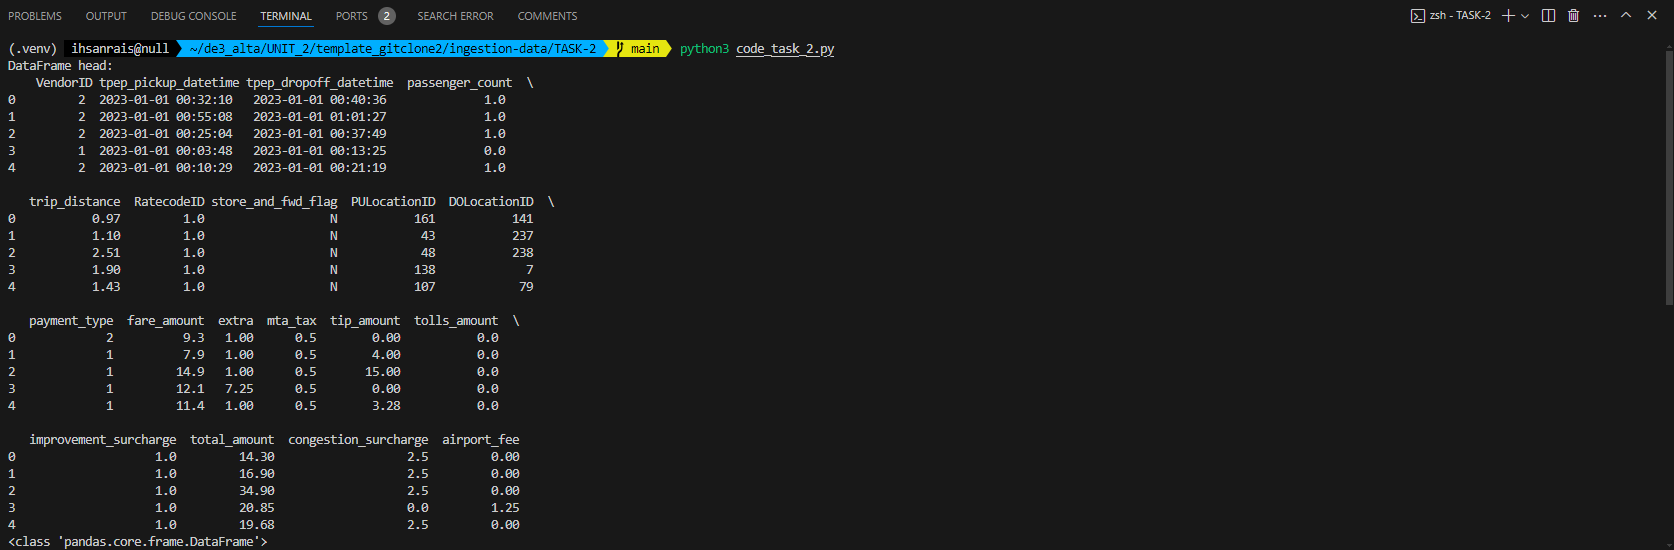 PROBLEMS OUTPUT DEBUG CONSOLE TERMINAL PORTS 2 SEARCH ERROR COMMENTS zsh - TASK-2
(.venv) ihsanrais@null ~/de3_alta/UNIT_2/template_gitclone2/ingestion-data/TASK-2 main python3 code_task_2.py
DataFrame head:
   VendorID tpep_pickup_datetime tpep_dropoff_datetime  passenger_count  \
0         2  2023-01-01 00:32:10   2023-01-01 00:40:36              1.0
1         2  2023-01-01 00:55:08   2023-01-01 01:01:27              1.0
2         2  2023-01-01 00:25:04   2023-01-01 00:37:49              1.0
3         1  2023-01-01 00:03:48   2023-01-01 00:13:25              0.0
4         2  2023-01-01 00:10:29   2023-01-01 00:21:19              1.0
   trip_distance  RatecodeID store_and_fwd_flag  PULocationID  DOLocationID  \
0           0.97         1.0                  N           161           141
1           1.10         1.0                  N            43           237
2           2.51         1.0                  N            48           238
3           1.90         1.0                  N           138             7
4           1.43         1.0                  N           107            79
   payment_type  fare_amount  extra  mta_tax  tip_amount  tolls_amount  \
0             2          9.3   1.00      0.5        0.00           0.0
1             1          7.9   1.00      0.5        4.00           0.0
2             1         14.9   1.00      0.5       15.00           0.0
3             1         12.1   7.25      0.5        0.00           0.0
4             1         11.4   1.00      0.5        3.28           0.0
   improvement_surcharge  total_amount  congestion_surcharge  airport_fee
0                    1.0         14.30                   2.5         0.00
1                    1.0         16.90                   2.5         0.00
2                    1.0         34.90                   2.5         0.00
3                    1.0         20.85                   0.0         1.25
4                    1.0         19.68                   2.5         0.00
<class 'pandas.core.frame.DataFrame'>